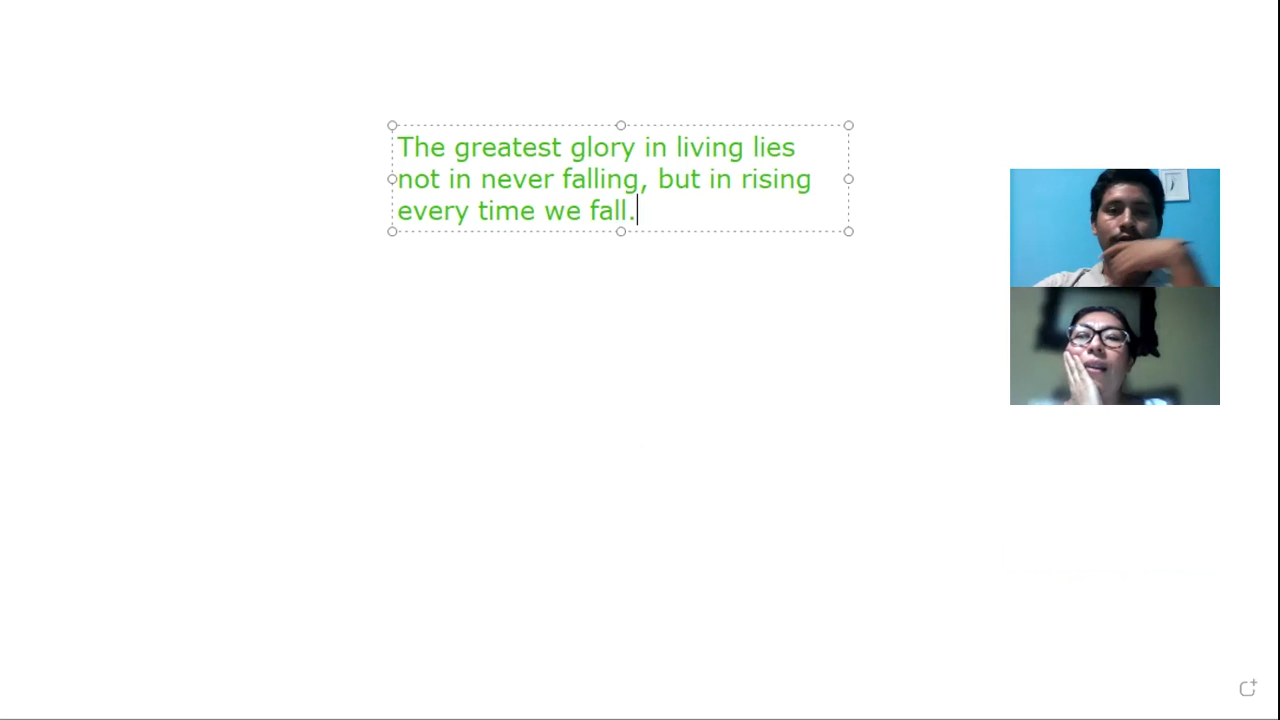 The greatest glory in living lies
not in never falling, but in rising
every time we fall.